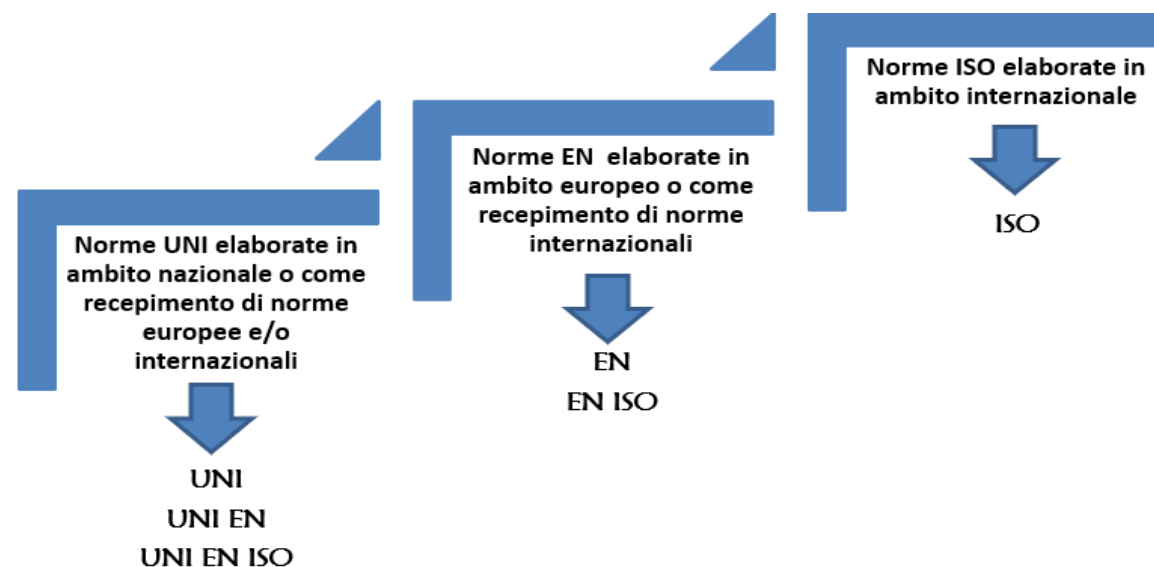 Norme UNI elaborate in
ambito nazionale o come
recepimento di norme
europee e/o
internazionali
UNI
UNI EN
UNI EN ISO
Norme EN elaborate in
ambito europeo o come
recepimento di norme
internazionali
EN
EN ISO
Norme ISO elaborate in
ambito internazionale
ISO